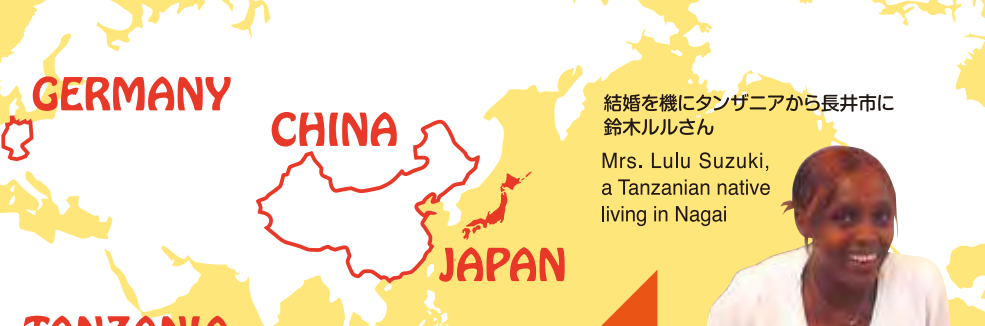 GERMANY
CHINA
JAPAN
TANZANIA
結婚を機にタンザニアから長井市に
鈴木ルルさん
Mrs. Lulu Suzuki,
a Tanzanian native
living in Nagai